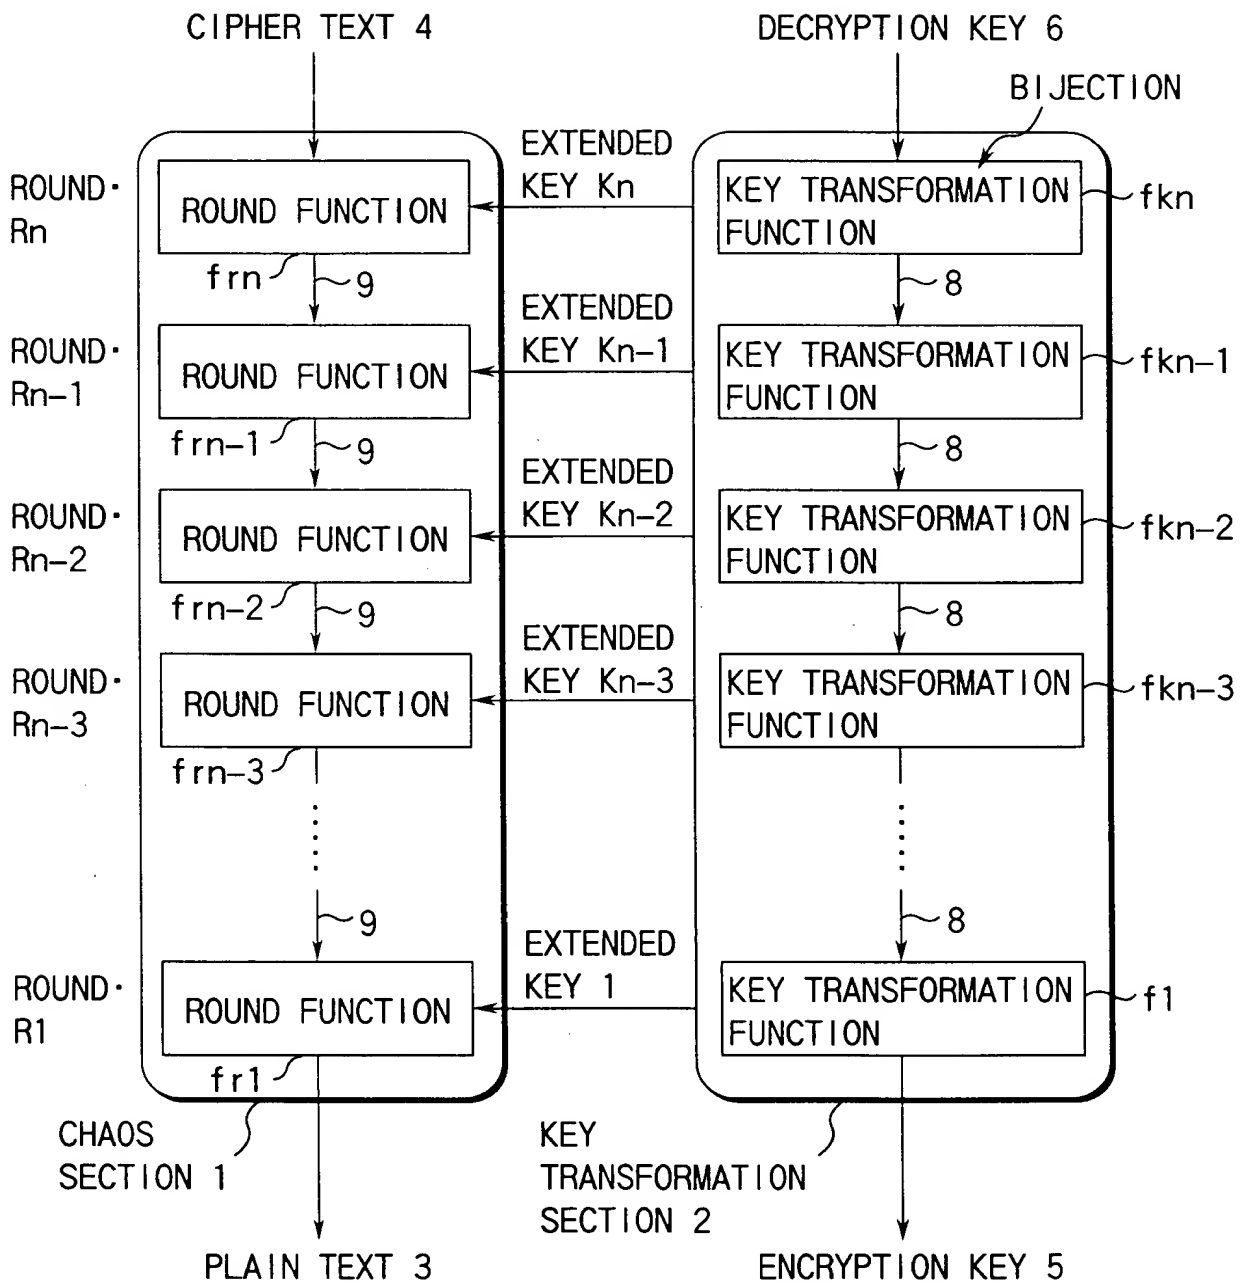 CIPHER TEXT 4
DECRYPTION KEY 6
BIJECTION
ROUND·
Rn
ROUND FUNCTION
frn
9
EXTENDED
KEY Kn
KEY TRANSFORMATION
FUNCTION
fkn
8
ROUND·
Rn-1
ROUND FUNCTION
frn-1
9
EXTENDED
KEY Kn-1
KEY TRANSFORMATION
FUNCTION
fkn-1
8
ROUND·
Rn-2
ROUND FUNCTION
frn-2
9
EXTENDED
KEY Kn-2
KEY TRANSFORMATION
FUNCTION
fkn-2
8
ROUND·
Rn-3
ROUND FUNCTION
frn-3
EXTENDED
KEY Kn-3
KEY TRANSFORMATION
FUNCTION
fkn-3
9
8
ROUND·
R1
ROUND FUNCTION
fr1
EXTENDED
KEY 1
KEY TRANSFORMATION
FUNCTION
f1
CHAOS
SECTION 1
KEY
TRANSFORMATION
SECTION 2
PLAIN TEXT 3
ENCRYPTION KEY 5